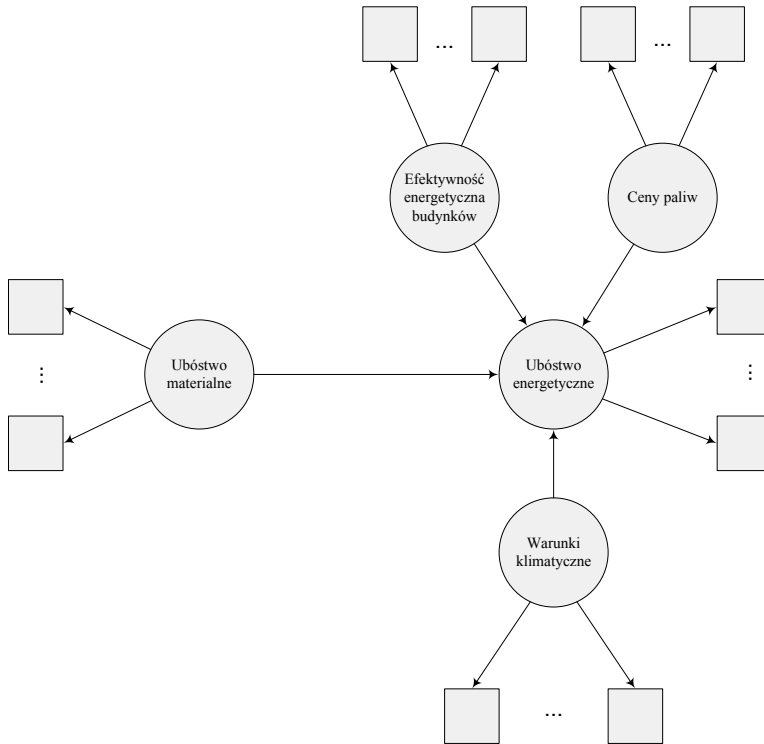 ...
...
Efektywność
energetyczna
budynków
Ceny paliw
...
Ubóstwo
materialne
Ubóstwo
energetyczne
...
Warunki
klimatyczne
...